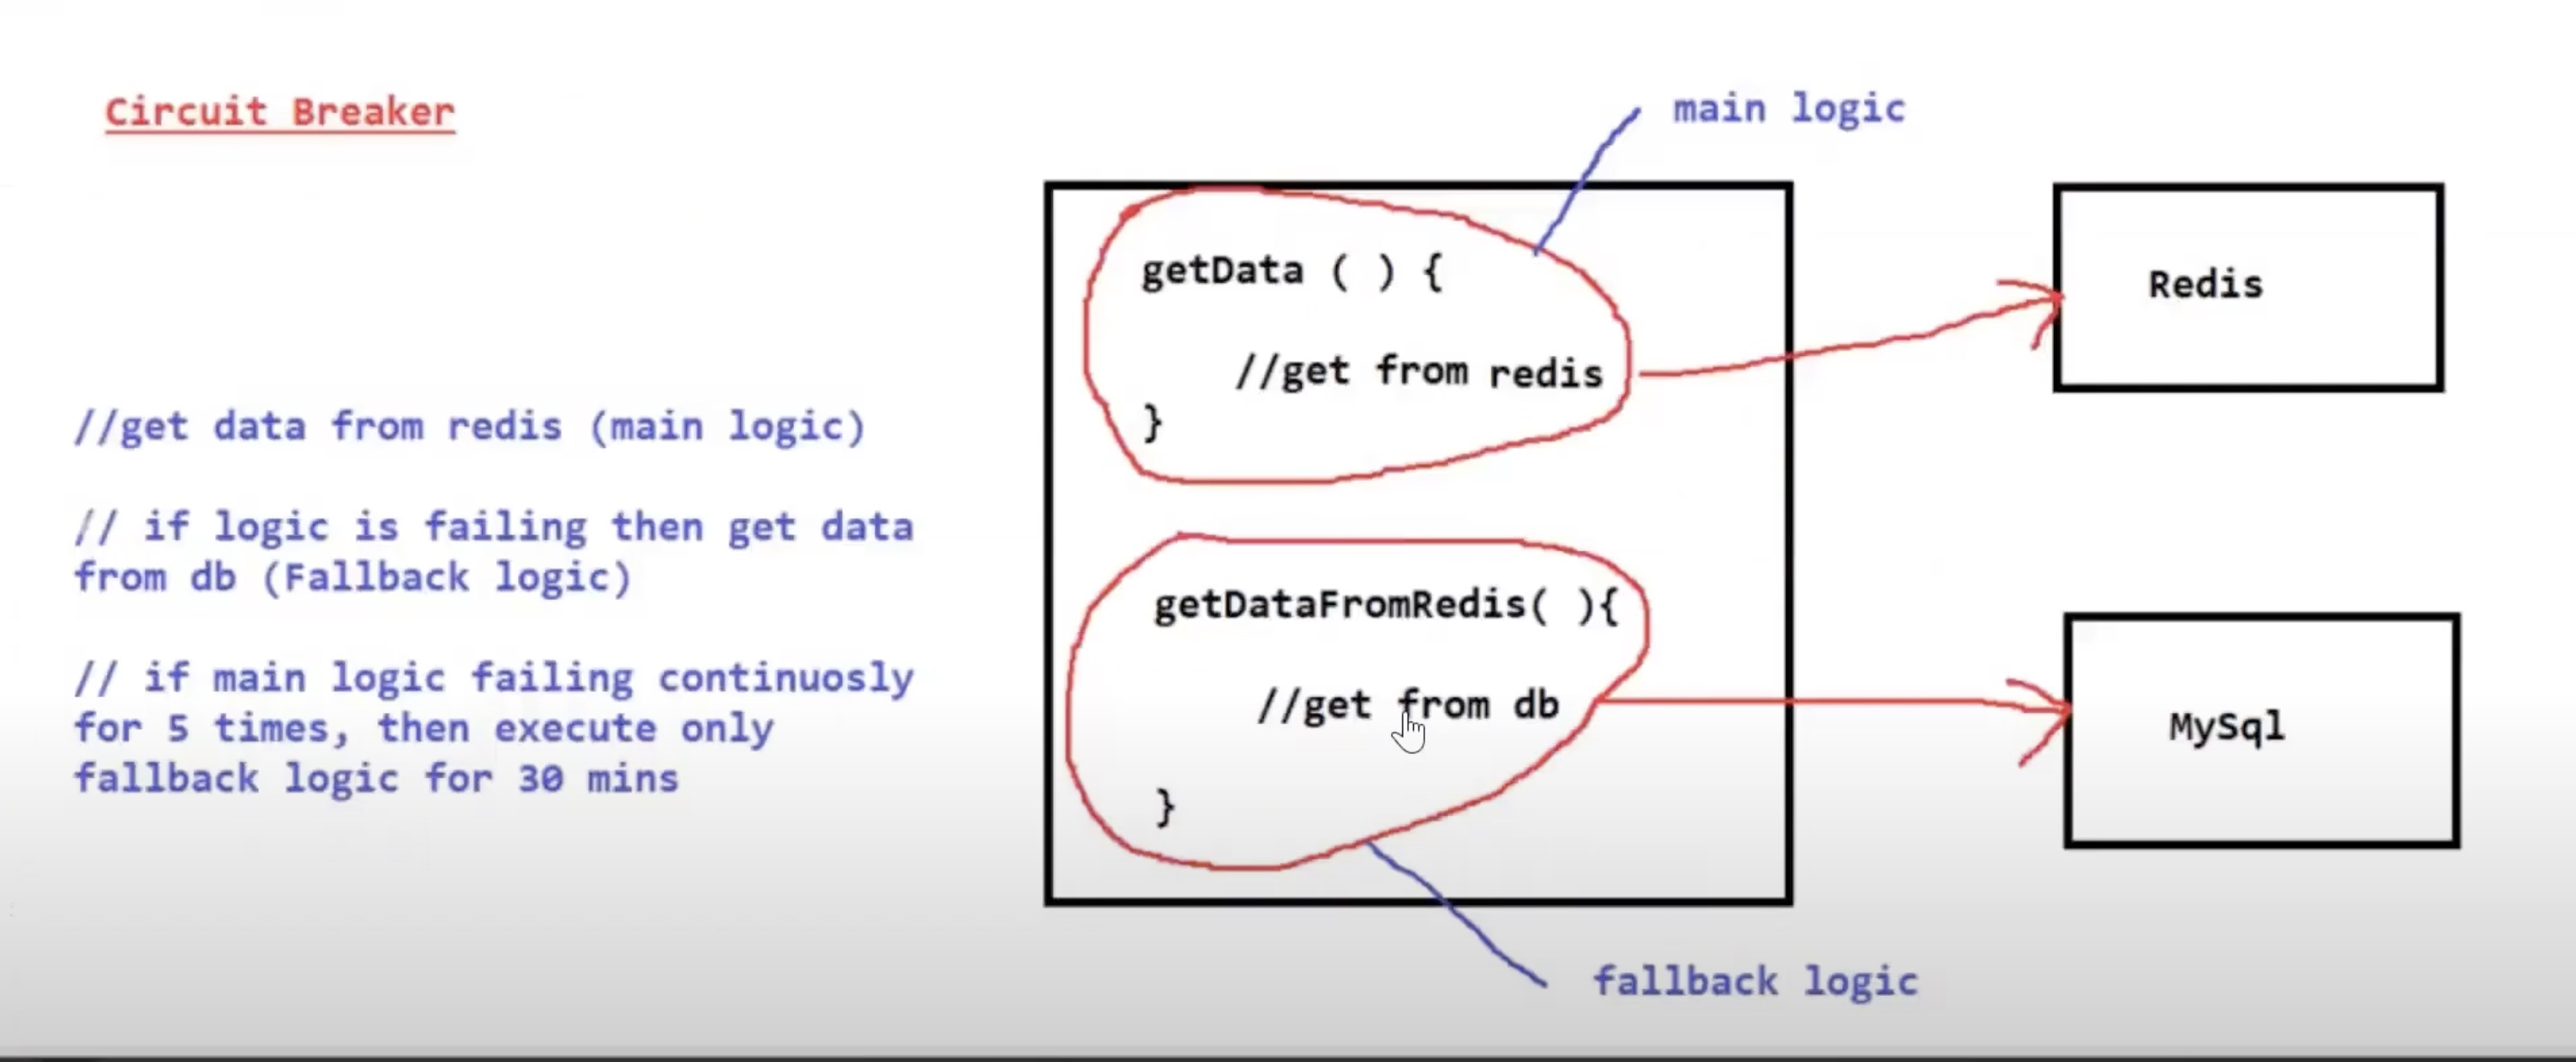 Circuit Breaker
//get data from redis (main logic)
// if logic is failing then get data
from db (Fallback logic)
// if main logic failing continuosly
for 5 times, then execute only
fallback logic for 30 mins
main logic
getData ( ) {
//get from redis
}
getDataFromRedis( ){
//get from db
}
fallback logic
Redis
MySql